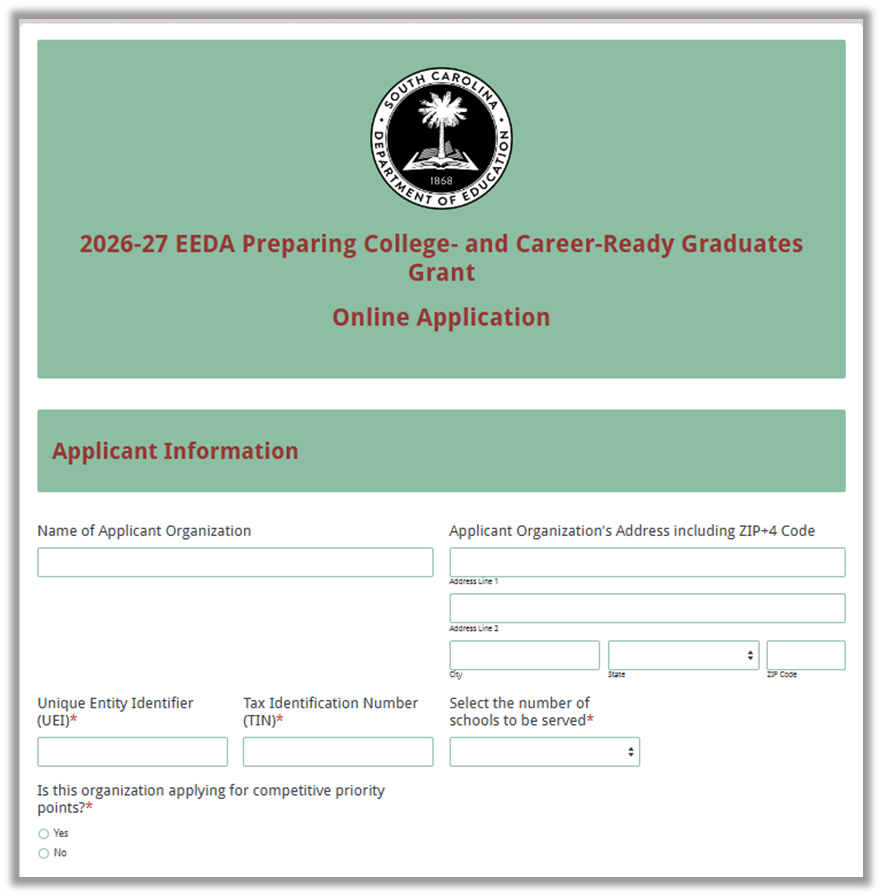 SOUTH CAROLINA
DEPARTMENT OF EDUCATION
1868
2026-27 EEDA Preparing College- and Career-Ready Graduates
Grant
Online Application
Applicant Information
Name of Applicant Organization
Applicant Organization's Address including ZIP+4 Code
Address Line 1
Address Line 2
City
State
ZIP Code
Unique Entity Identifier
(UEI)*
Tax Identification Number
(TIN)*
Select the number of
schools to be served*
Is this organization applying for competitive priority
points?*
Yes
No